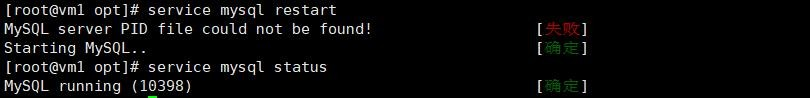 [root@vm1 opt]# service mysql restart
MySQL server PID file could not be found! [失败]
Starting MySQL.. [确定]
[root@vm1 opt]# service mysql status
MySQL running (10398) [确定]